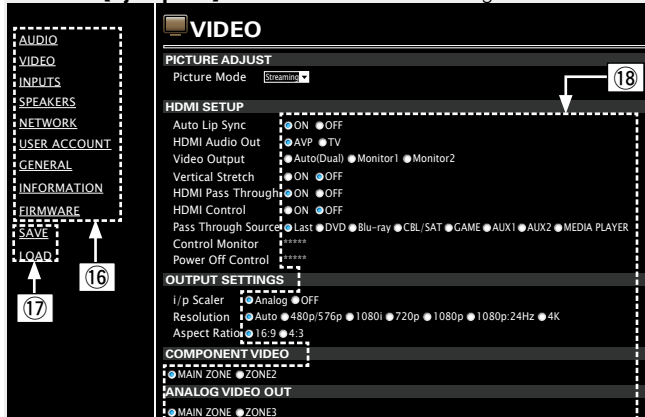 AUDIO
VIDEO
INPUTS
SPEAKERS
NETWORK
USER ACCOUNT
GENERAL
INFORMATION
FIRMWARE
SAVE
LOAD
16
17
VIDEO
PICTURE ADJUST
Picture Mode Streaming
18
HDMI SETUP
Auto Lip Sync ON OFF
HDMI Audio Out AVP TV
Video Output Auto(Dual) Monitor1 Monitor2
Vertical Stretch ON OFF
HDMI Pass Through ON OFF
HDMI Control ON OFF
Pass Through Source Last DVD Blu-ray CBL/SAT GAME AUX1 AUX2 MEDIA PLAYER
Control Monitor *****
Power Off Control *****
OUTPUT SETTINGS
i/p Scaler Analog OFF
Resolution Auto 480p/576p 1080i 720p 1080p 1080p:24Hz 4K
Aspect Ratio 16:9 4:3
COMPONENT VIDEO
MAIN ZONE ZONE2
ANALOG VIDEO OUT
MAIN ZONE ZONE3